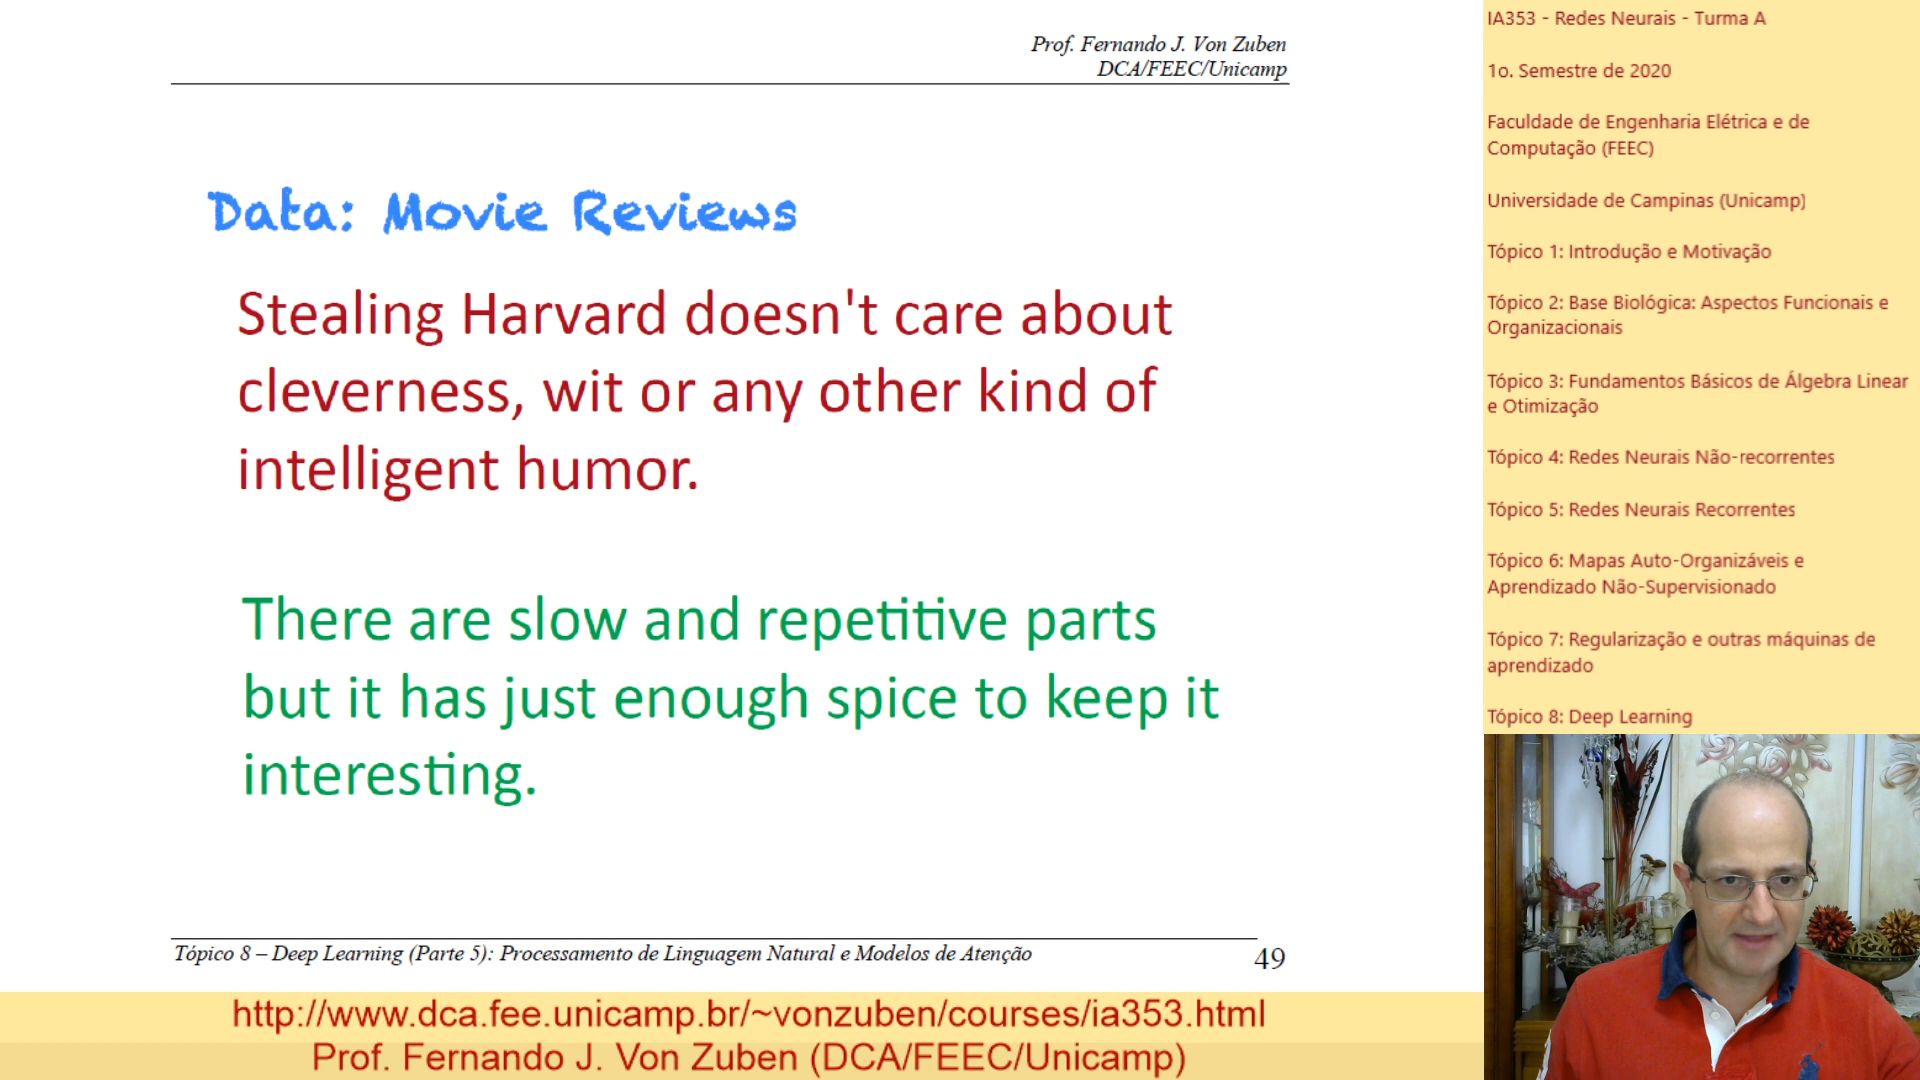 Prof. Fernando J. Von Zuben
DCA/FEEC/Unicamp
Data: Movie Reviews
Stealing Harvard doesn't care about
cleverness, wit or any other kind of
intelligent humor.
There are slow and repetitive parts
but it has just enough spice to keep it
interesting.
Tópico 8 – Deep Learning (Parte 5): Processamento de Linguagem Natural e Modelos de Atenção
49
http://www.dca.fee.unicamp.br/~vonzuben/courses/ia353.html
Prof. Fernando J. Von Zuben (DCA/FEEC/Unicamp)
IA353 - Redes Neurais - Turma A
1o. Semestre de 2020
Faculdade de Engenharia Elétrica e de
Computação (FEEC)
Universidade de Campinas (Unicamp)
Tópico 1: Introdução e Motivação
Tópico 2: Base Biológica: Aspectos Funcionais e
Organizacionais
Tópico 3: Fundamentos Básicos de Álgebra Linear
e Otimização
Tópico 4: Redes Neurais Não-recorrentes
Tópico 5: Redes Neurais Recorrentes
Tópico 6: Mapas Auto-Organizáveis e
Aprendizado Não-Supervisionado
Tópico 7: Regularização e outras máquinas de
aprendizado
Tópico 8: Deep Learning